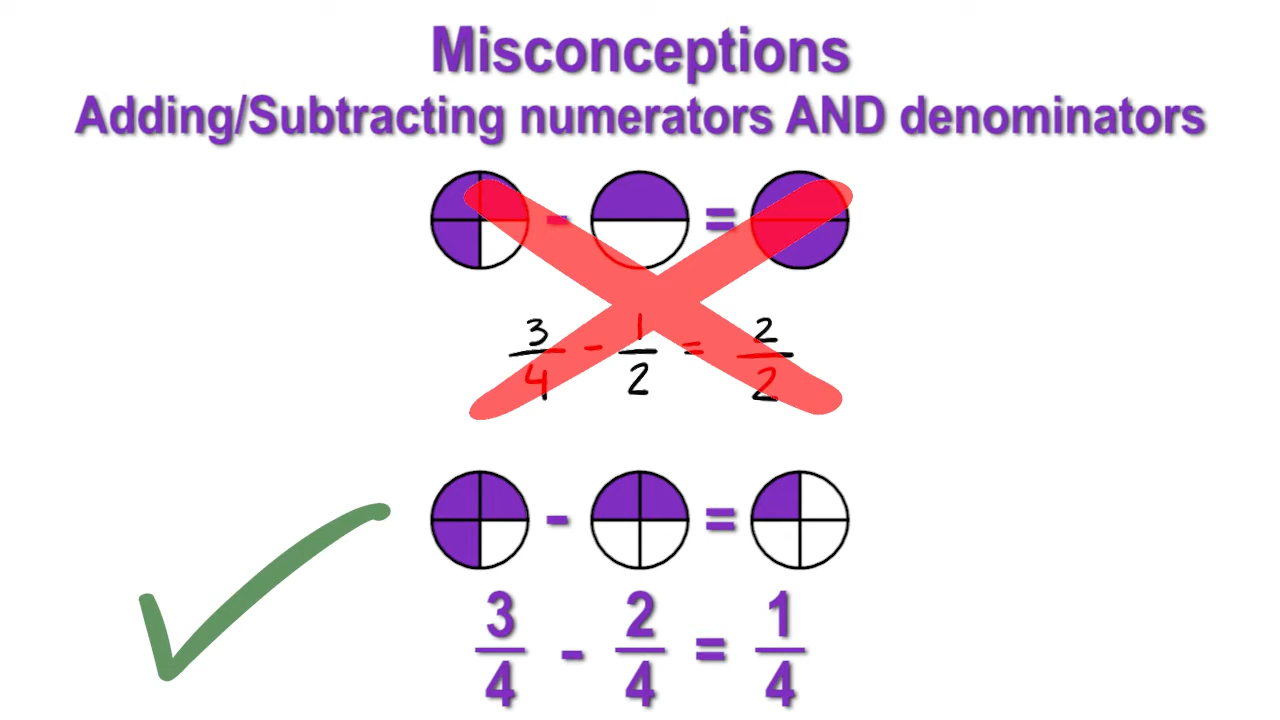 Misconceptions
Adding/Subtracting numerators AND denominators
- =
3/4 - 1/2 = 2/2
- =
3/4 - 2/4 = 1/4